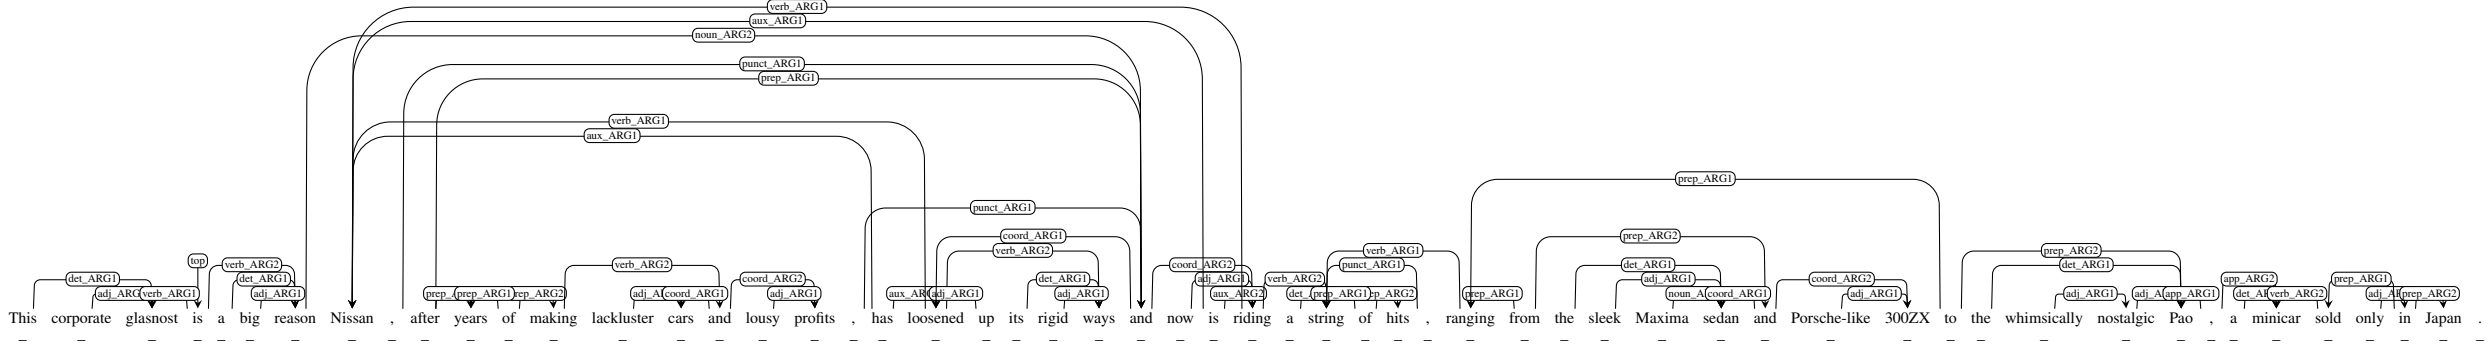 verb_ARG1
aux_ARG1
noun_ARG2
punct_ARG1
prep_ARG1
verb_ARG1
aux_ARG1
prep_ARG1
punct_ARG1
coord_ARG1 prep_ARG2
verb_ARG2 verb_ARG1 prep_ARG2
top
verb_ARG2 verb_ARG2 coord_ARG2 punct_ARG1 det_ARG1 det_ARG1
det_ARG1 det_ARG1 coord_ARG2 det_ARG1 adj_ARG1 verb_ARG2 adj_ARG1 coord_ARG2 app_ARG2 prep_ARG1
verb_ARG1 adj_ARG1 prep_ARG1 coord_ARG1 adj_ARG1 adj_ARG1 adj_ARG1 aux_ARG2 prep_ARG1 prep_ARG1 coord_ARG1 adj_ARG1 adj_ARG1 app_ARG1 verb_ARG2 prep_ARG2
This corporate glasnost is a big reason Nissan , after years of making lackluster cars and lousy profits , has loosened up its rigid ways and now is riding a string of hits , ranging from the sleek Maxima sedan and Porsche-like 300ZX to the whimsically nostalgic Pao , a minicar sold only in Japan .
_ _ _ _ _ _ _ _ _ _ _ _ _ _ _ _ _ _ _ _ _ _ _ _ _ _ _ _ _ _ _ _ _ _ _ _ _ _ _ _ _ _ _ _ _ _ _ _ _ _ _ _ _ _ _